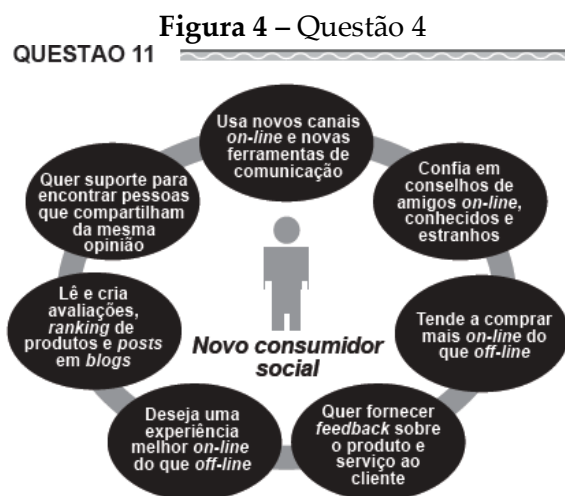 Figura 4 – Questão 4
QUESTAO 11
Usa novos canais
on-line e novas
ferramentas de
comunicação
Confia em
conselhos de
amigos on-line,
conhecidos e
estranhos
Tende a comprar
mais on-line do
que off-line
Quer fornecer
feedback sobre
o produto e
serviço ao
cliente
Deseja uma
experiência
melhor on-line
do que off-line
Lê e cria
avaliações,
ranking de
produtos e posts
em blogs
Quer suporte para
encontrar pessoas
que compartilham
da mesma
opinião
Novo consumidor
social